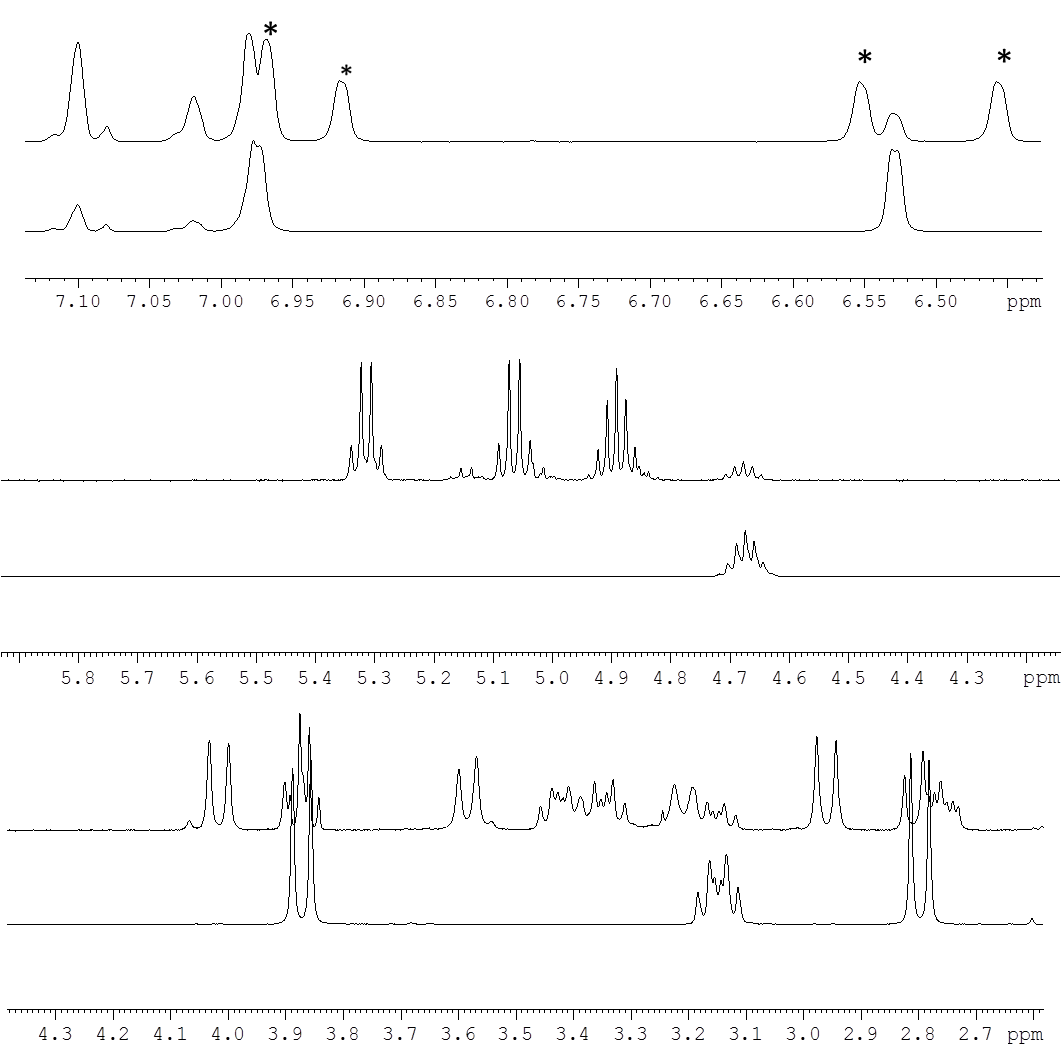 * * * *
7.10 7.05 7.00 6.95 6.90 6.85 6.80 6.75 6.70 6.65 6.60 6.55 6.50 ppm
5.8 5.7 5.6 5.5 5.4 5.3 5.2 5.1 5.0 4.9 4.8 4.7 4.6 4.5 4.4 4.3 ppm
4.3 4.2 4.1 4.0 3.9 3.8 3.7 3.6 3.5 3.4 3.3 3.2 3.1 3.0 2.9 2.8 2.7 ppm